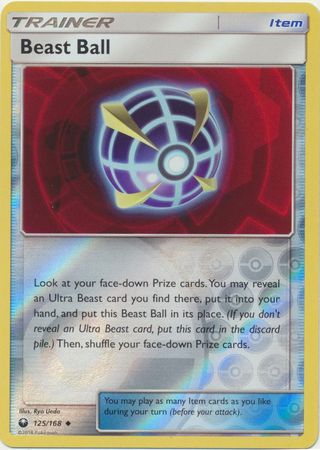 TRAINER Item
Beast Ball
Look at your face-down Prize cards. You may reveal
an Ultra Beast card you find there, put it into your
hand, and put this Beast Ball in its place. (If you don't
reveal an Ultra Beast card, put this card in the discard
pile.) Then, shuffle your face-down Prize cards.
Illus. Ryo Ueda
125/168
©2018 Pokémon
You may play as many Item cards as you like
during your turn (before your attack).